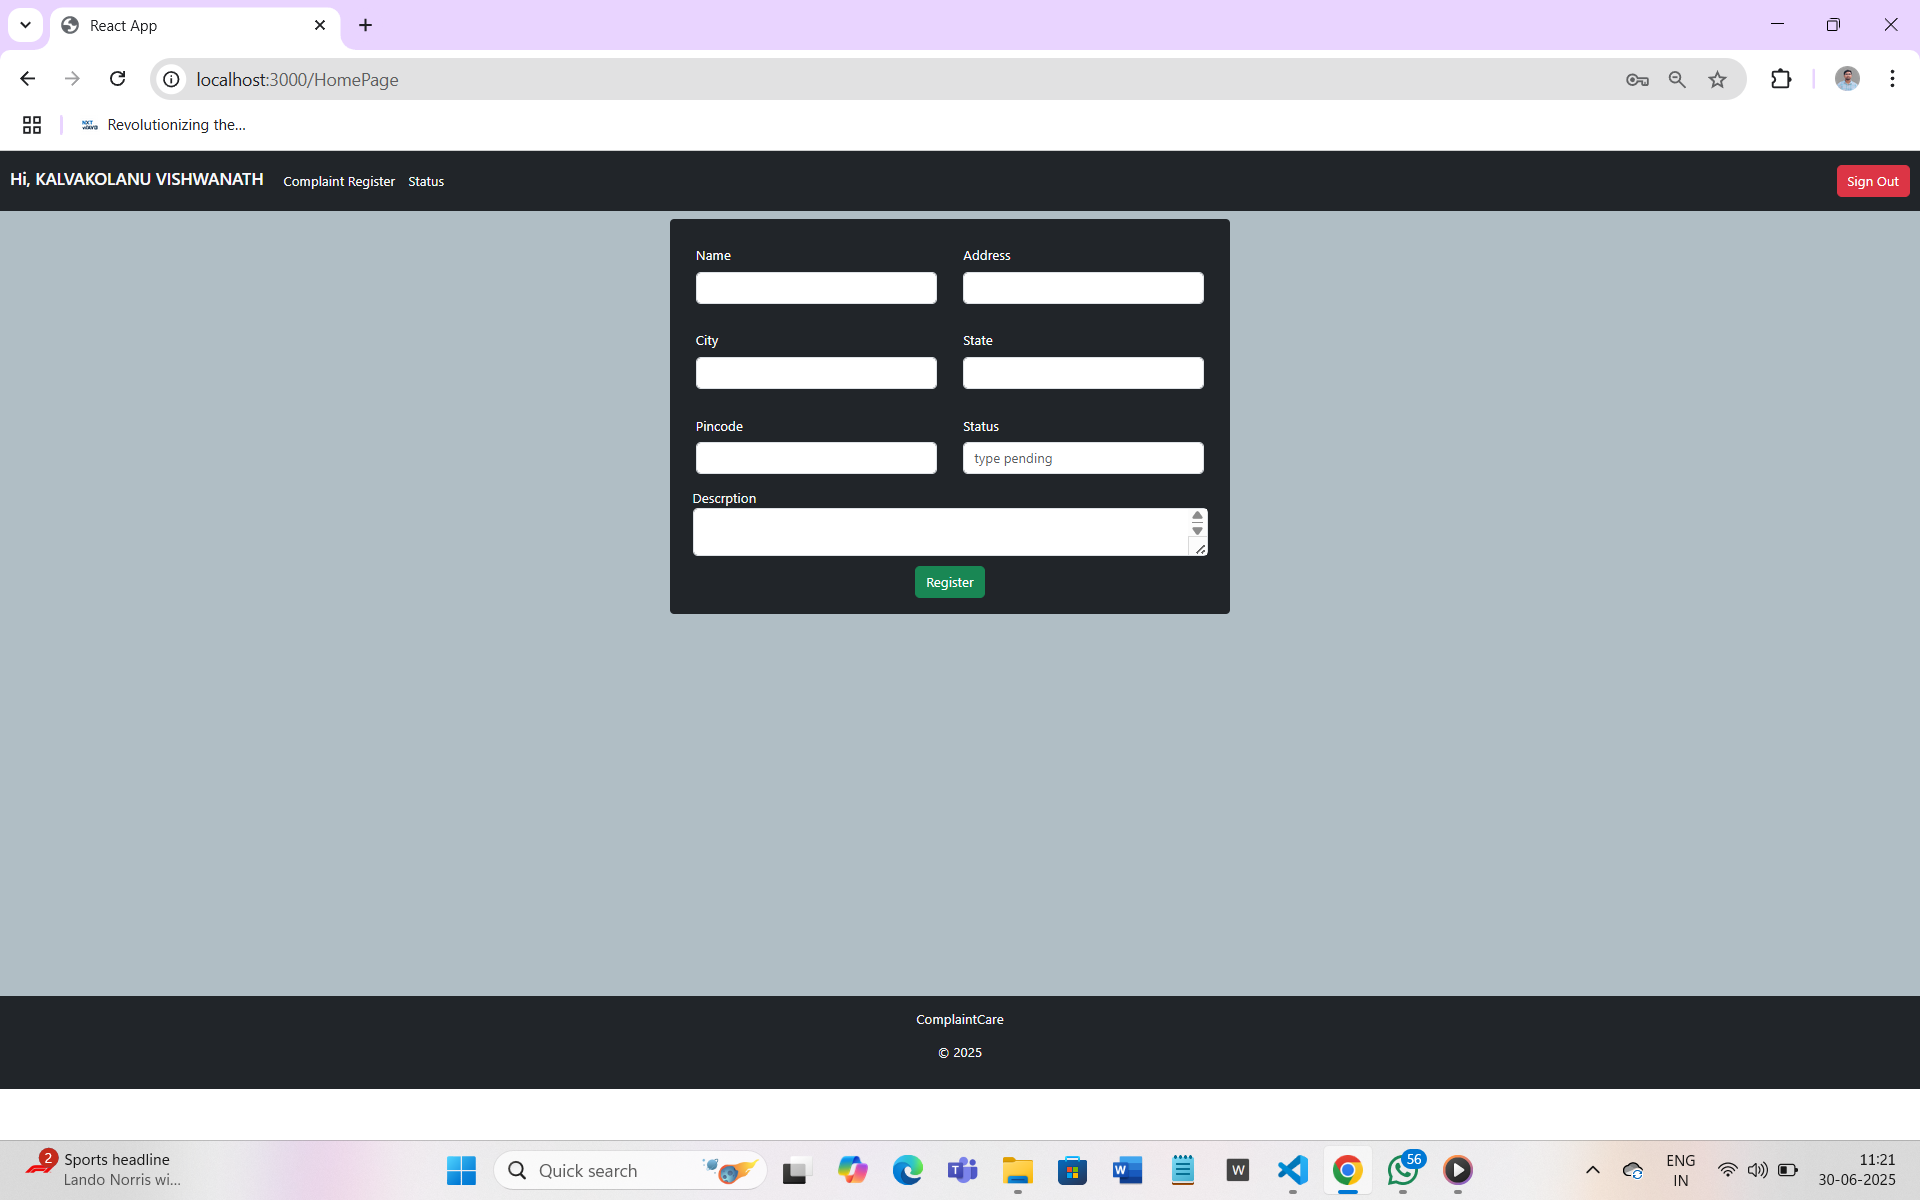 React App
localhost:3000/HomePage
Revolutionizing the...
Hi, KALVAKOLANU VISHWANATH Complaint Register Status Sign Out
Name Address
City State
Pincode Status
type pending
Descrption
Register
ComplaintCare
© 2025
2
Sports headline
Lando Norris wi...
Quick search
W
56
ENG
IN
11:21
30-06-2025